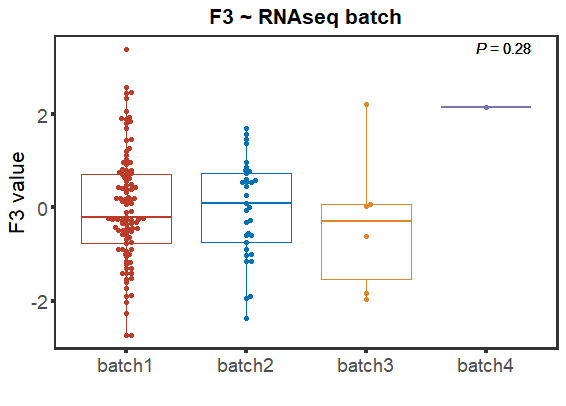 F3 ~ RNAseq batch
P = 0.28
F3 value
2
0
-2
batch1 batch2 batch3 batch4